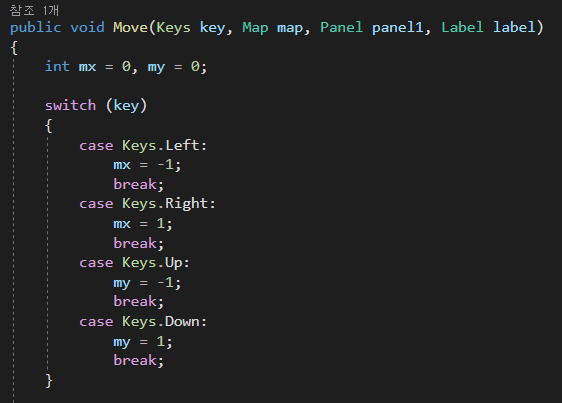 참조 1개
public void Move(Keys key, Map map, Panel panel1, Label label)
{
    int mx = 0, my = 0;
    switch (key)
    {
        case Keys.Left:
            mx = -1;
            break;
        case Keys.Right:
            mx = 1;
            break;
        case Keys.Up:
            my = -1;
            break;
        case Keys.Down:
            my = 1;
            break;
    }